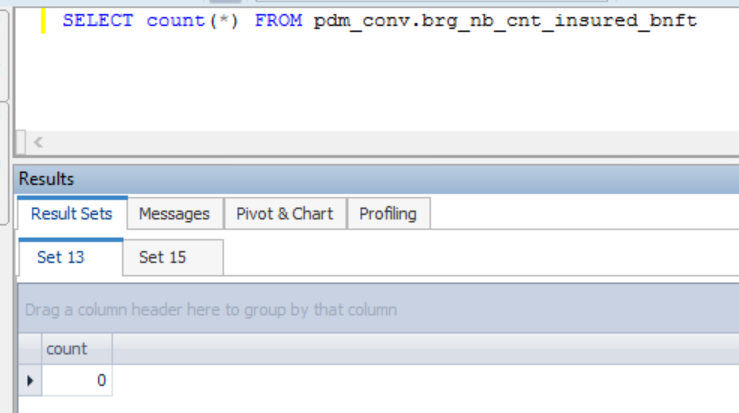 SELECT count(*) FROM pdm_conv.brg_nb_cnt_insured_bnft
Results
Result Sets Messages Pivot & Chart Profiling
Set 13 Set 15
Drag a column header here to group by that column
count
0